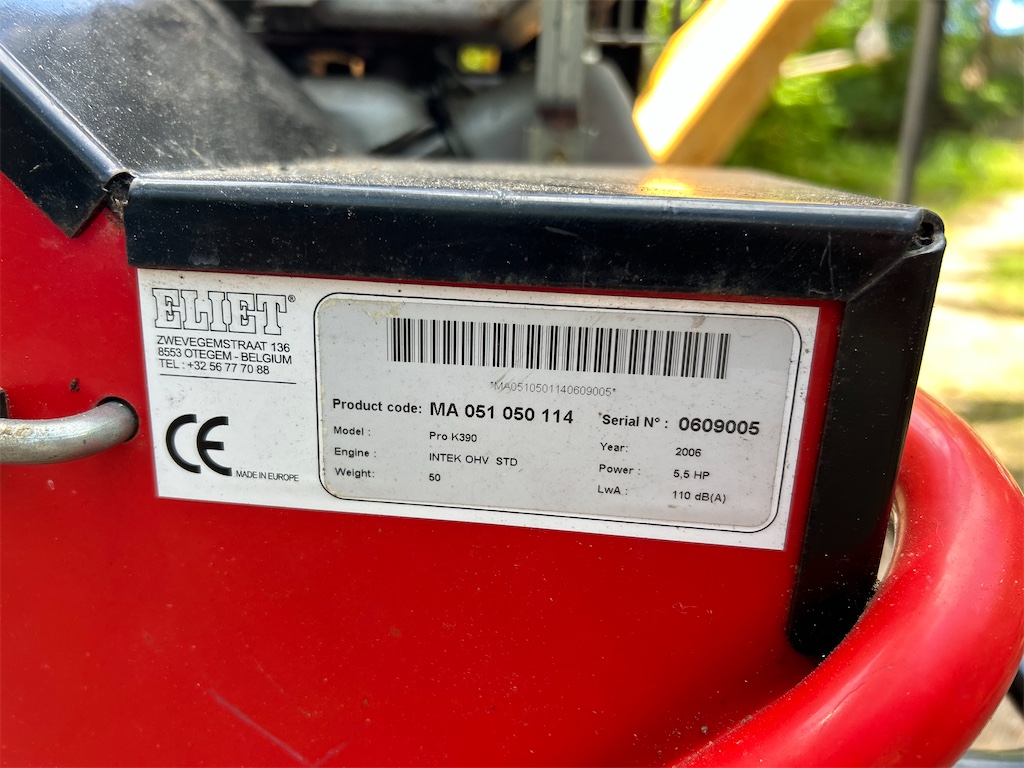 ELIET®
ZWEVEGEMSTRAAT 136
8553 OTEGEM - BELGIUM
TEL : +32 56 77 70 88
CE
MADE IN EUROPE
*MA0510501140609005*
Product code: MA 051 050 114
Serial N° : 0609005
Model : Pro K390
Year: 2006
Engine : INTEK OHV STD
Power : 5,5 HP
Weight: 50
LwA : 110 dB(A)